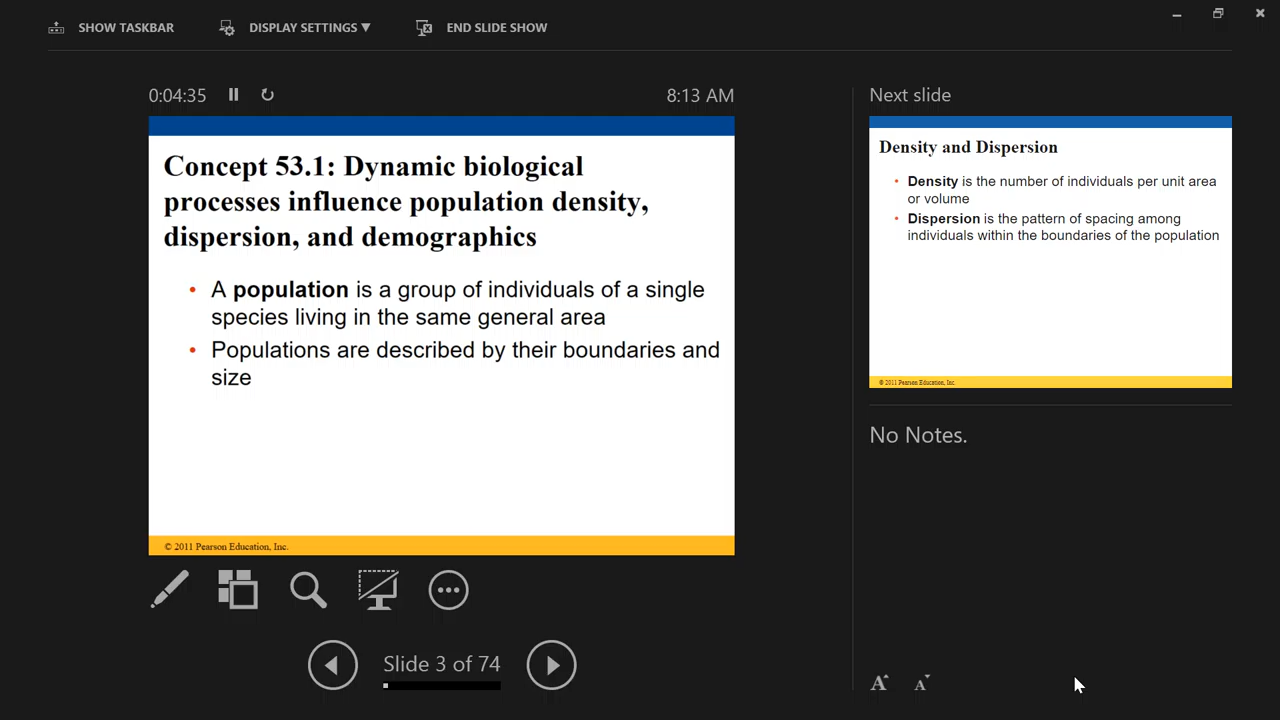 SHOW TASKBAR
DISPLAY SETTINGS ▼
END SLIDE SHOW
0:04:35
8:13 AM
Concept 53.1: Dynamic biological
processes influence population density,
dispersion, and demographics
• A population is a group of individuals of a single
species living in the same general area
• Populations are described by their boundaries and
size
© 2011 Pearson Education, Inc.
Slide 3 of 74
Next slide
Density and Dispersion
• Density is the number of individuals per unit area
or volume
• Dispersion is the pattern of spacing among
individuals within the boundaries of the population
© 2011 Pearson Education, Inc.
No Notes.
A A